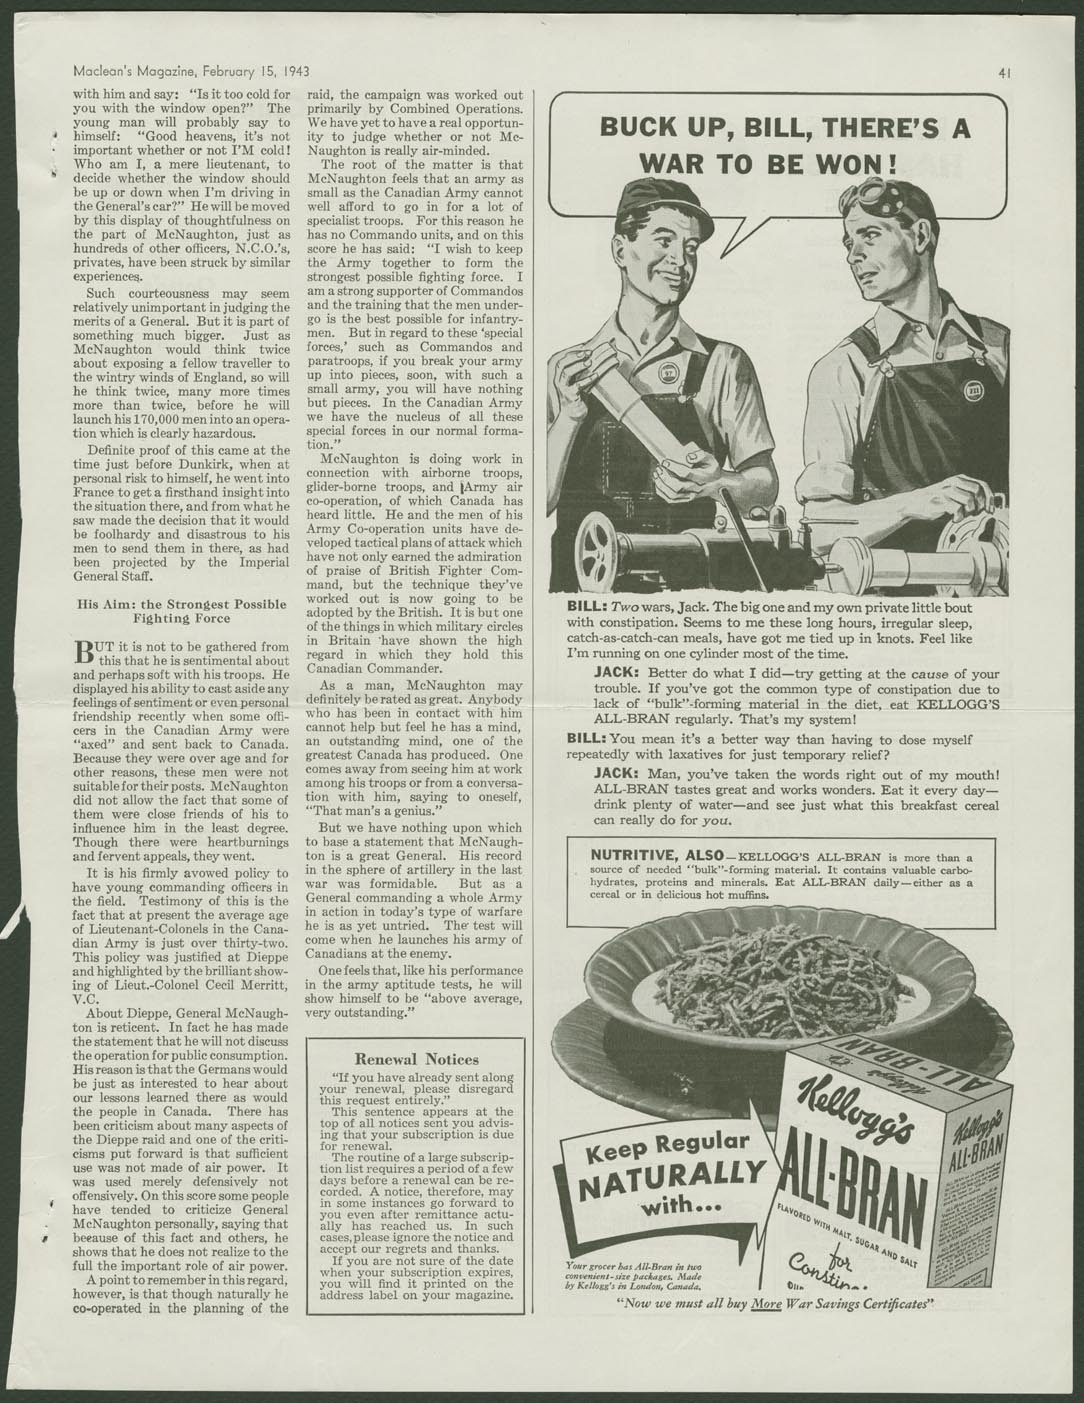 Maclean's Magazine, February 15, 1943
41
with him and say: "Is it too cold for
you with the window open?" The
young man will probably say to
himself: "Good heavens, it's not
important whether or not I'M cold!
Who am I, a mere lieutenant, to
decide whether the window should
be up or down when I'm driving in
the General's car?" He will be moved
by this display of thoughtfulness on
the part of McNaughton, just as
hundreds of other officers, N.C.O.'s,
privates, have been struck by similar
experiences.
Such courteousness may seem
relatively unimportant in judging the
merits of a General. But it is part of
something much bigger. Just as
McNaughton would think twice
about exposing a fellow traveller to
the wintry winds of England, so will
he think twice, many more times
more than twice, before he will
launch his 170,000 men into an opera-
tion which is clearly hazardous.
Definite proof of this came at the
time just before Dunkirk, when at
personal risk to himself, he went into
France to get a firsthand insight into
the situation there, and from what he
saw made the decision that it would
be foolhardy and disastrous to his
men to send them in there, as had
been projected by the Imperial
General Staff.
His Aim: the Strongest Possible
Fighting Force
BUT it is not to be gathered from
this that he is sentimental about
and perhaps soft with his troops. He
displayed his ability to cast aside any
feelings of sentiment or even personal
friendship recently when some offi-
cers in the Canadian Army were
"axed" and sent back to Canada.
Because they were over age and for
other reasons, these men were not
suitable for their posts. McNaughton
did not allow the fact that some of
them were close friends of his to
influence him in the least degree.
Though there were heartburnings
and fervent appeals, they went.
It is his firmly avowed policy to
have young commanding officers in
the field. Testimony of this is the
fact that at present the average age
of Lieutenant-Colonels in the Cana-
dian Army is just over thirty-two.
This policy was justified at Dieppe
and highlighted by the brilliant show-
ing of Lieut.-Colonel Cecil Merritt,
V.C.
About Dieppe, General McNaugh-
ton is reticent. In fact he has made
the statement that he will not discuss
the operation for public consumption.
His reason is that the Germans would
be just as interested to hear about
our lessons learned there as would
the people in Canada. There has
been criticism about many aspects of
the Dieppe raid and one of the criti-
cisms put forward is that sufficient
use was not made of air power. It
was used merely defensively not
offensively. On this score some people
have tended to criticize General
McNaughton personally, saying that
because of this fact and others, he
shows that he does not realize to the
full the important role of air power.
A point to remember in this regard,
however, is that though naturally he
co-operated in the planning of the
raid, the campaign was worked out
primarily by Combined Operations.
We have yet to have a real opportun-
ity to judge whether or not Mc-
Naughton is really air-minded.
The root of the matter is that
McNaughton feels that an army as
small as the Canadian Army cannot
well afford to go in for a lot of
specialist troops. For this reason he
has no Commando units, and on this
score he has said: "I wish to keep
the Army together to form the
strongest possible fighting force. I
am a strong supporter of Commandos
and the training that the men under-
go is the best possible for infantry-
men. But in regard to these 'special
forces,' such as Commandos and
paratroops, if you break your army
up into pieces, soon, with such a
small army, you will have nothing
but pieces. In the Canadian Army
we have the nucleus of all these
special forces in our normal forma-
tion."
McNaughton is doing work in
connection with airborne troops,
glider-borne troops, and Army air
co-operation, of which Canada has
heard little. He and the men of his
Army Co-operation units have de-
veloped tactical plans of attack which
have not only earned the admiration
of praise of British Fighter Com-
mand, but the technique they've
worked out is now going to be
adopted by the British. It is but one
of the things in which military circles
in Britain have shown the high
regard in which they hold this
Canadian Commander.
As a man, McNaughton may
definitely be rated as great. Anybody
who has been in contact with him
cannot help but feel he has a mind,
an outstanding mind, one of the
greatest Canada has produced. One
comes away from seeing him at work
among his troops or from a conversa-
tion with him, saying to oneself,
"That man's a genius."
But we have nothing upon which
to base a statement that McNaugh-
ton is a great General. His record
in the sphere of artillery in the last
war was formidable. But as a
General commanding a whole Army
in action in today's type of warfare
he is as yet untried. The test will
come when he launches his army of
Canadians at the enemy.
One feels that, like his performance
in the army aptitude tests, he will
show himself to be "above average,
very outstanding."
Renewal Notices
"If you have already sent along
your renewal, please disregard
this request entirely."
This sentence appears at the
top of all notices sent you advis-
ing that your subscription is due
for renewal.
The routine of a large subscrip-
tion list requires a period of a few
days before a renewal can be re-
corded. A notice, therefore, may
in some instances go forward to
you even after remittance actu-
ally has reached us. In such
cases, please ignore the notice and
accept our regrets and thanks.
If you are not sure of the date
when your subscription expires,
you will find it printed on the
address label on your magazine.
BUCK UP, BILL, THERE'S A
WAR TO BE WON!
97
BILL: Two wars, Jack. The big one and my own private little bout
with constipation. Seems to me these long hours, irregular sleep,
catch-as-catch-can meals, have got me tied up in knots. Feel like
I'm running on one cylinder most of the time.
JACK: Better do what I did—try getting at the cause of your
trouble. If you've got the common type of constipation due to
lack of "bulk"-forming material in the diet, eat KELLOGG'S
ALL-BRAN regularly. That's my system!
BILL: You mean it's a better way than having to dose myself
repeatedly with laxatives for just temporary relief?
JACK: Man, you've taken the words right out of my mouth!
ALL-BRAN tastes great and works wonders. Eat it every day—
drink plenty of water—and see just what this breakfast cereal
can really do for you.
NUTRITIVE, ALSO—KELLOGG'S ALL-BRAN is more than a
source of needed "bulk"-forming material. It contains valuable carbo-
hydrates, proteins and minerals. Eat ALL-BRAN daily—either as a
cereal or in delicious hot muffins.
Keep Regular
NATURALLY
with...
Kellogg's
ALL-BRAN
Kellogg's
ALL-BRAN
FLAVORED WITH MALT, SUGAR AND SALT
for
Kellogg's
ALL-BRAN
Your grocer has All-Bran in two
convenient-size packages. Made
by Kellogg's in London, Canada.
"Now we must all buy More War Savings Certificates"